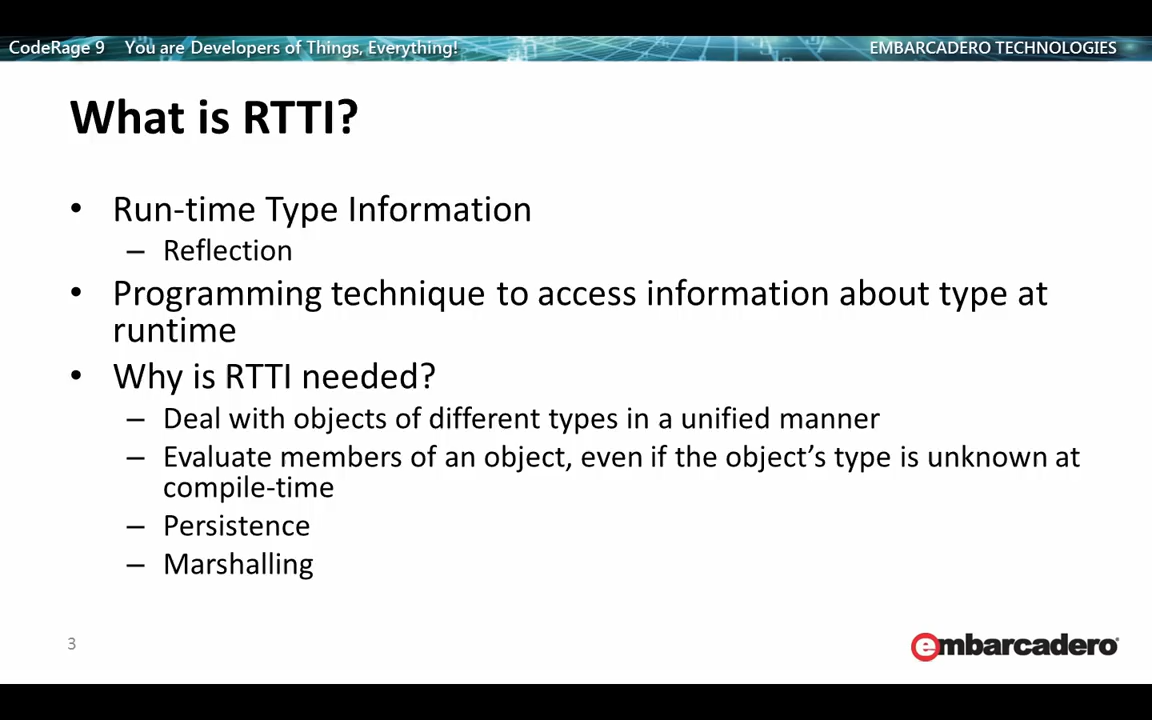 CodeRage 9 You are Developers of Things, Everything!
EMBARCADERO TECHNOLOGIES
What is RTTI?
• Run-time Type Information
– Reflection
• Programming technique to access information about type at
runtime
• Why is RTTI needed?
– Deal with objects of different types in a unified manner
– Evaluate members of an object, even if the object’s type is unknown at
compile-time
– Persistence
– Marshalling
3
embarcadero